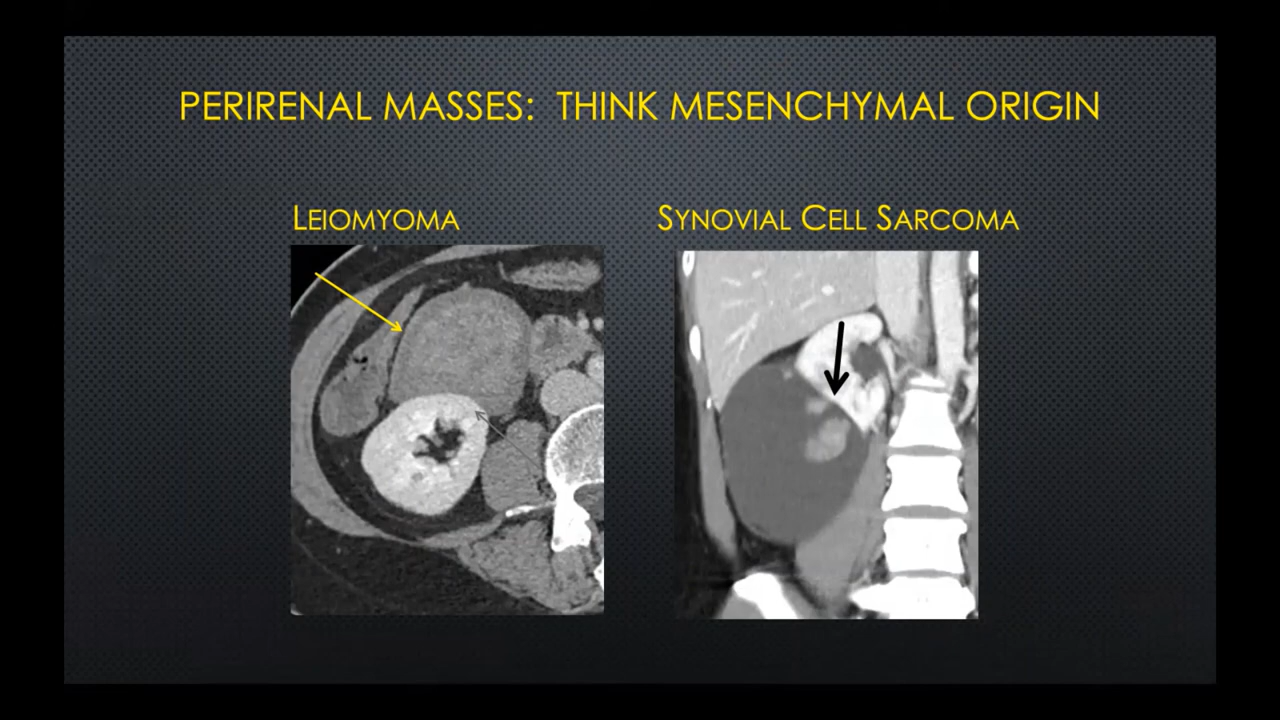 PERIRENAL MASSES: THINK MESENCHYMAL ORIGIN
LEIOMYOMA
SYNOVIAL CELL SARCOMA